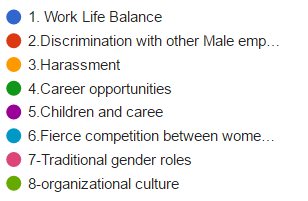 1. Work Life Balance
2.Discrimination with other Male emp...
3.Harassment
4.Career opportunities
5.Children and caree
6.Fierce competition between wome...
7-Traditional gender roles
8-organizational culture